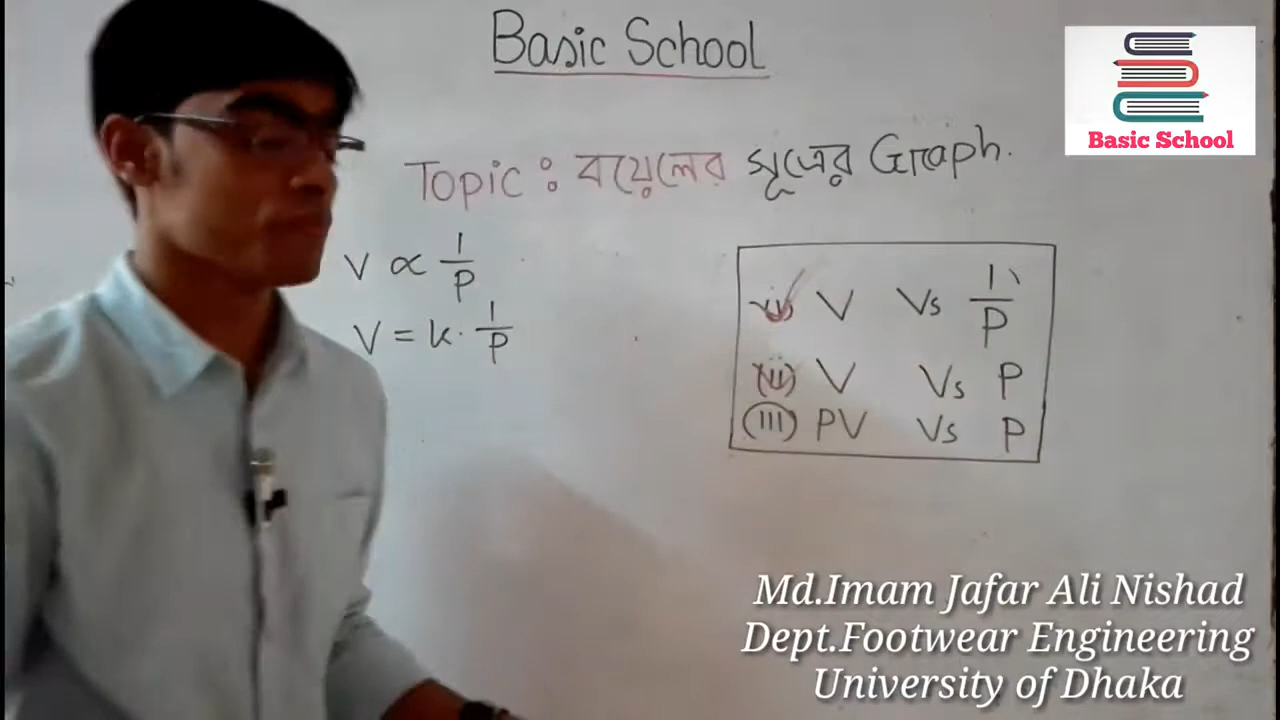 Basic School
Basic School
Topic : বয়েলের সূত্রের Graph.
V ∝ 1/P
V = k. 1/P
(i) V Vs 1/P
(ii) V Vs P
(III) PV Vs P
Md.Imam Jafar Ali Nishad
Dept.Footwear Engineering
University of Dhaka